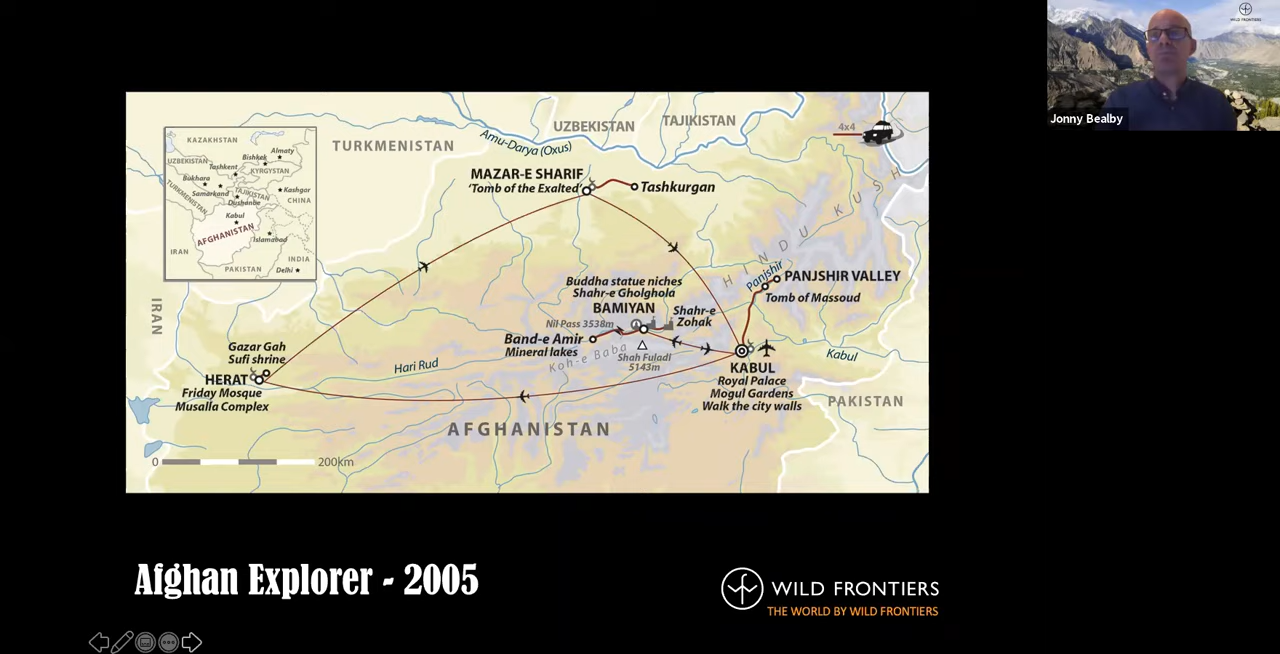 WILD FRONTIERS
Jonny Bealby
KAZAKHSTAN
Almaty
Bishkek
UZBEKISTAN
Tashkent
KYRGYSTAN
Bukhara
Samarkand
TAJIKISTAN
Kashgar
TURKMENISTAN
Dushanbe
CHINA
Kabul
AFGHANISTAN
Islamabad
IRAN
INDIA
PAKISTAN
Delhi
TURKMENISTAN
UZBEKISTAN
TAJIKISTAN
4x4
Amu-Darya (Oxus)
MAZAR-E SHARIF
'Tomb of the Exalted'
Tashkurgan
HINDU KUSH
Panjshir
PANJSHIR VALLEY
Tomb of Massoud
Buddha statue niches
Shahr-e Gholghola
BAMIYAN
Shahr-e
Zohak
Nil Pass 3538m
Band-e Amir
Mineral lakes
Koh-e Baba
Shah Fuladi
5143m
IRAN
Gazar Gah
Sufi shrine
HERAT
Friday Mosque
Musalla Complex
Hari Rud
KABUL
Royal Palace
Mogul Gardens
Walk the city walls
Kabul
PAKISTAN
AFGHANISTAN
0 200km
Afghan Explorer - 2005
WILD FRONTIERS
THE WORLD BY WILD FRONTIERS